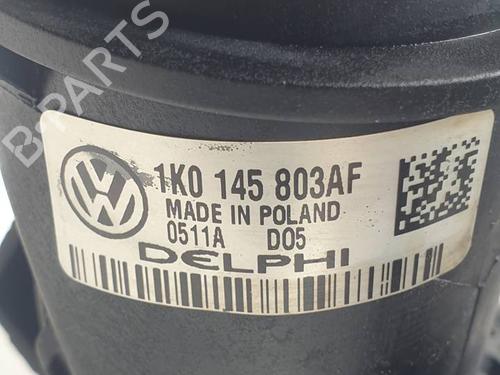 B-PARTS
1K0 145 803AF
MADE IN POLAND
0511A D05
DELPHI